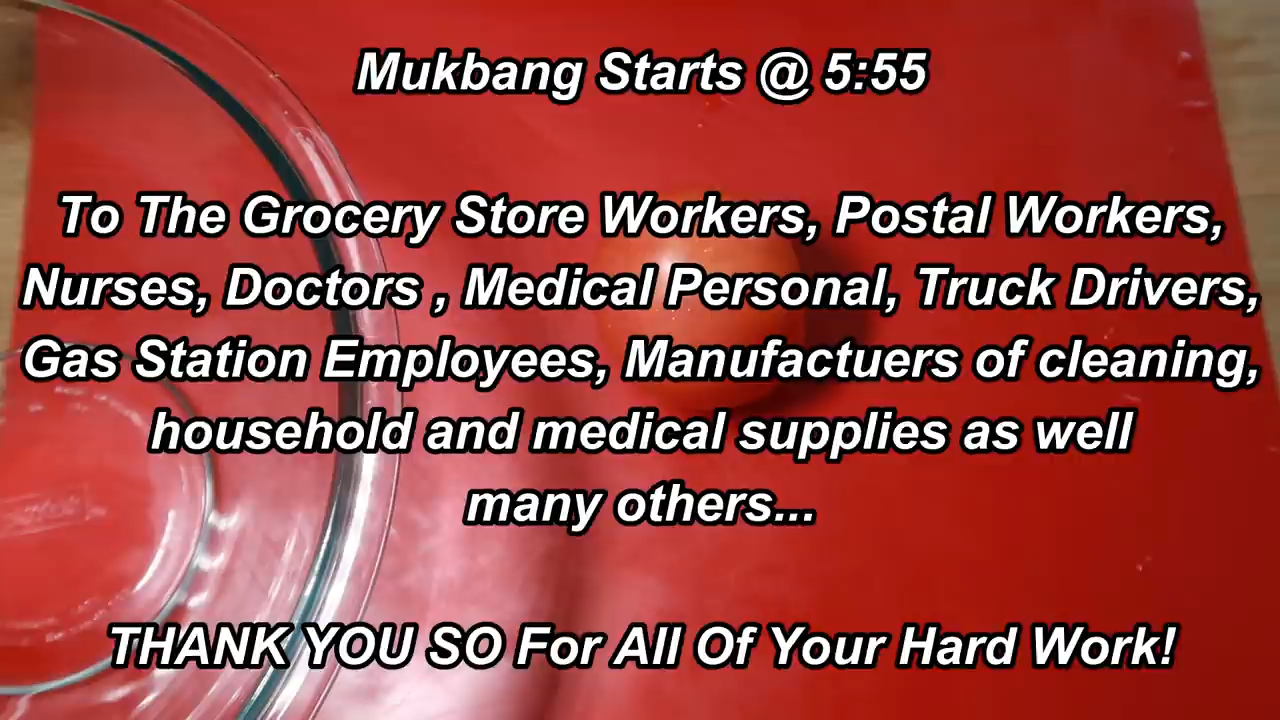 Mukbang Starts @ 5:55
To The Grocery Store Workers, Postal Workers,
Nurses, Doctors , Medical Personal, Truck Drivers,
Gas Station Employees, Manufactuers of cleaning,
household and medical supplies as well
many others...
THANK YOU SO For All Of Your Hard Work!